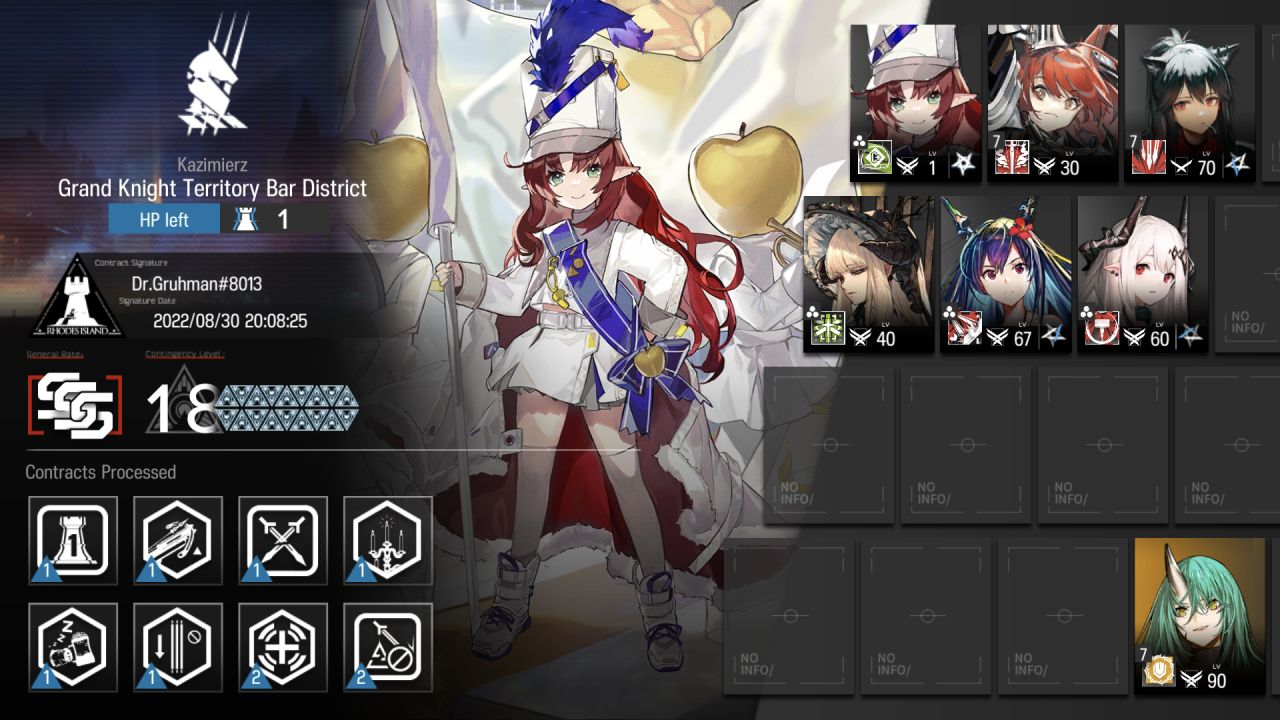 Kazimierz
Grand Knight Territory Bar District
HP left 1
Contract Signature
Dr.Gruhman#8013
Signature Date
2022/08/30 20:08:25
RHODES ISLAND
General Rate:
Contingency Level :
SSS
18
Contracts Processed
1
1
1
1
1
Z Z Z
1
1
2
2
LV
1
7
LV
30
7
LV
70
LV
40
LV
67
LV
60
NO
INFO/
NO
INFO/
NO
INFO/
NO
INFO/
NO
INFO/
NO
INFO/
NO
INFO/
NO
INFO/
7
LV
90